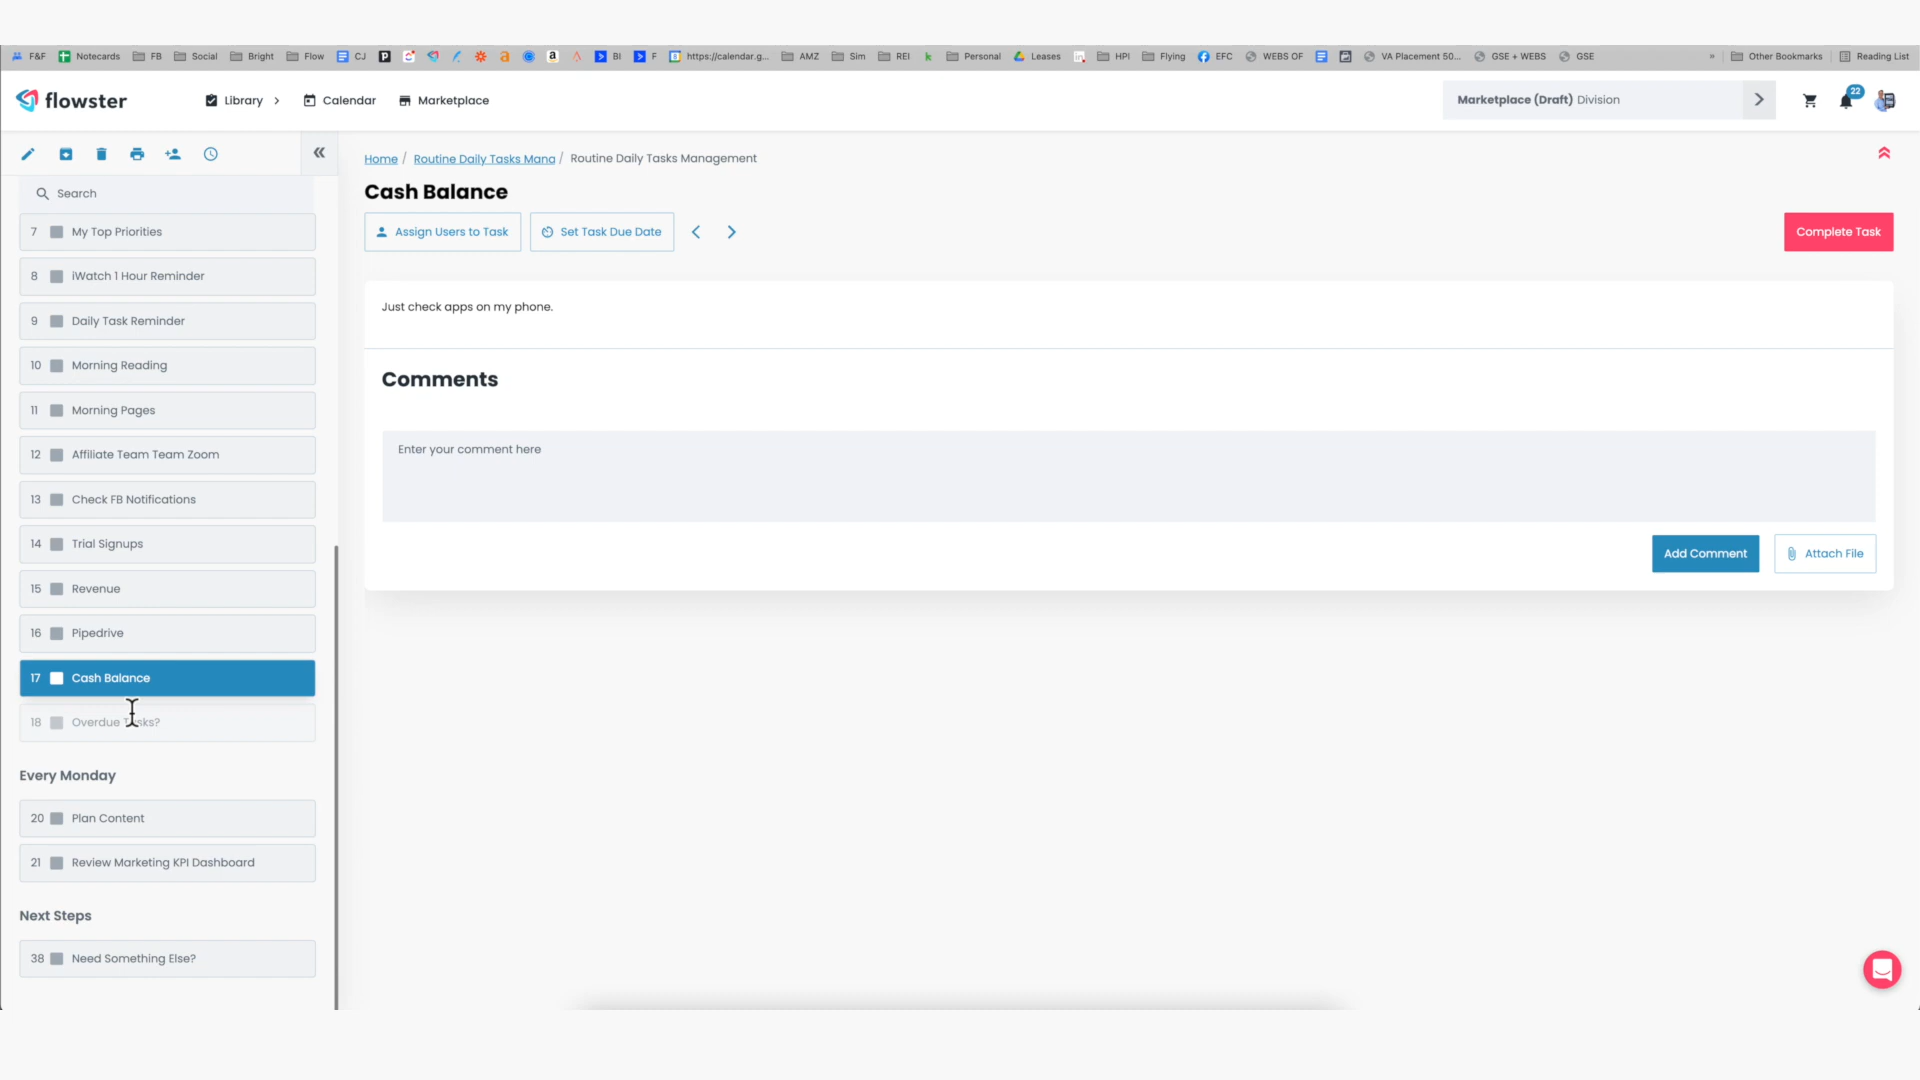 F&F Notecards FB Social Bright Flow CJ BI F https://calendar.g... AMZ Sim REI Personal Leases HPI Flying EFC WEBS OF VA Placement 50... GSE + WEBS GSE » Other Bookmarks Reading List
flowster Library Calendar Marketplace Marketplace (Draft) Division 22
Home / Routine Daily Tasks Mana / Routine Daily Tasks Management
Cash Balance
Assign Users to Task Set Task Due Date Complete Task
Just check apps on my phone.
Comments
Enter your comment here
Add Comment Attach File
Search
7 My Top Priorities
8 iWatch 1 Hour Reminder
9 Daily Task Reminder
10 Morning Reading
11 Morning Pages
12 Affiliate Team Team Zoom
13 Check FB Notifications
14 Trial Signups
15 Revenue
16 Pipedrive
17 Cash Balance
18 Overdue Tasks?
Every Monday
20 Plan Content
21 Review Marketing KPI Dashboard
Next Steps
38 Need Something Else?